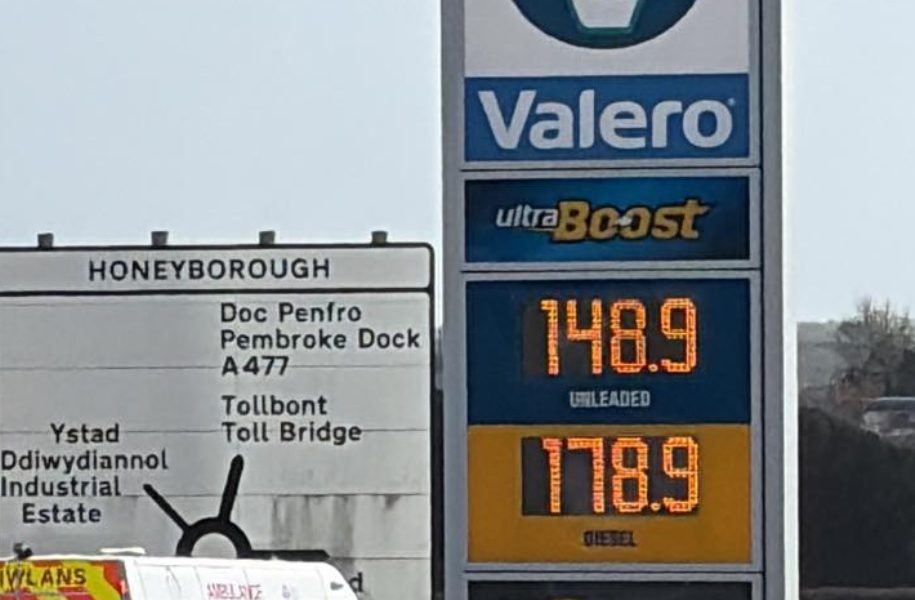 HONEYBOROUGH
Doc Penfro
Pembroke Dock
A477
Tollbont
Toll Bridge
Ystad
Ddiwydiannol
Industrial
Estate
Valero
ultraBoost
148.9
UNLEADED
178.9
DIESEL